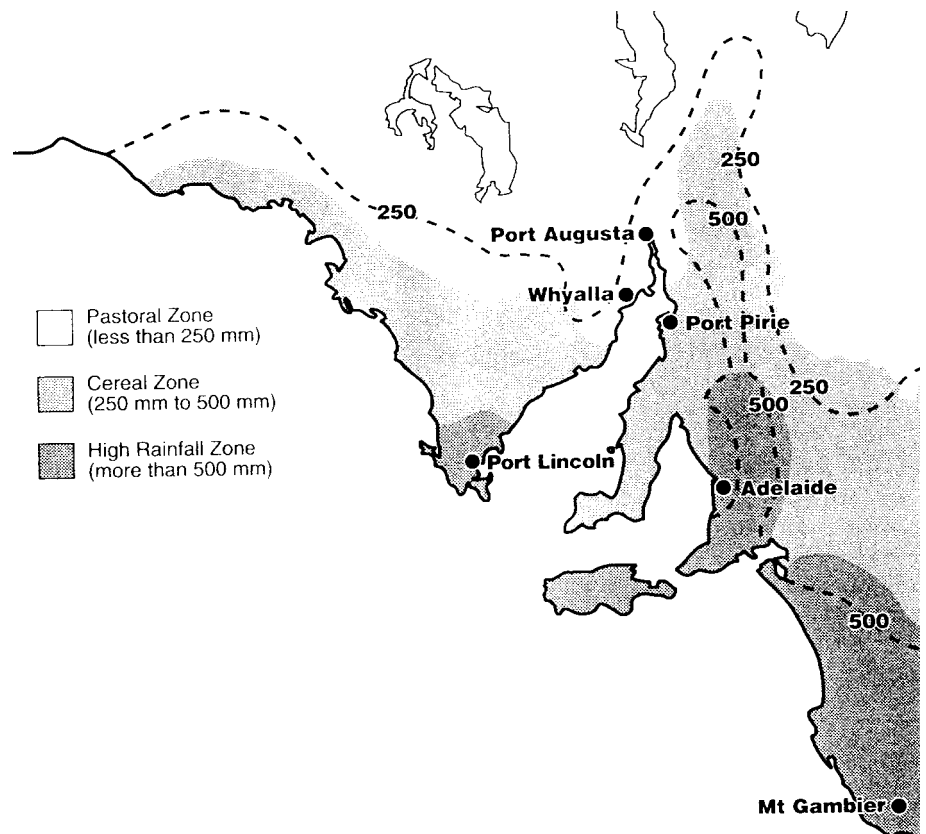 250
500
250
Port Augusta
Whyalla
Port Pirie
Pastoral Zone
(less than 250 mm)
Cereal Zone
(250 mm to 500 mm)
High Rainfall Zone
(more than 500 mm)
250
500
Port Lincoln
Adelaide
500
Mt Gambier